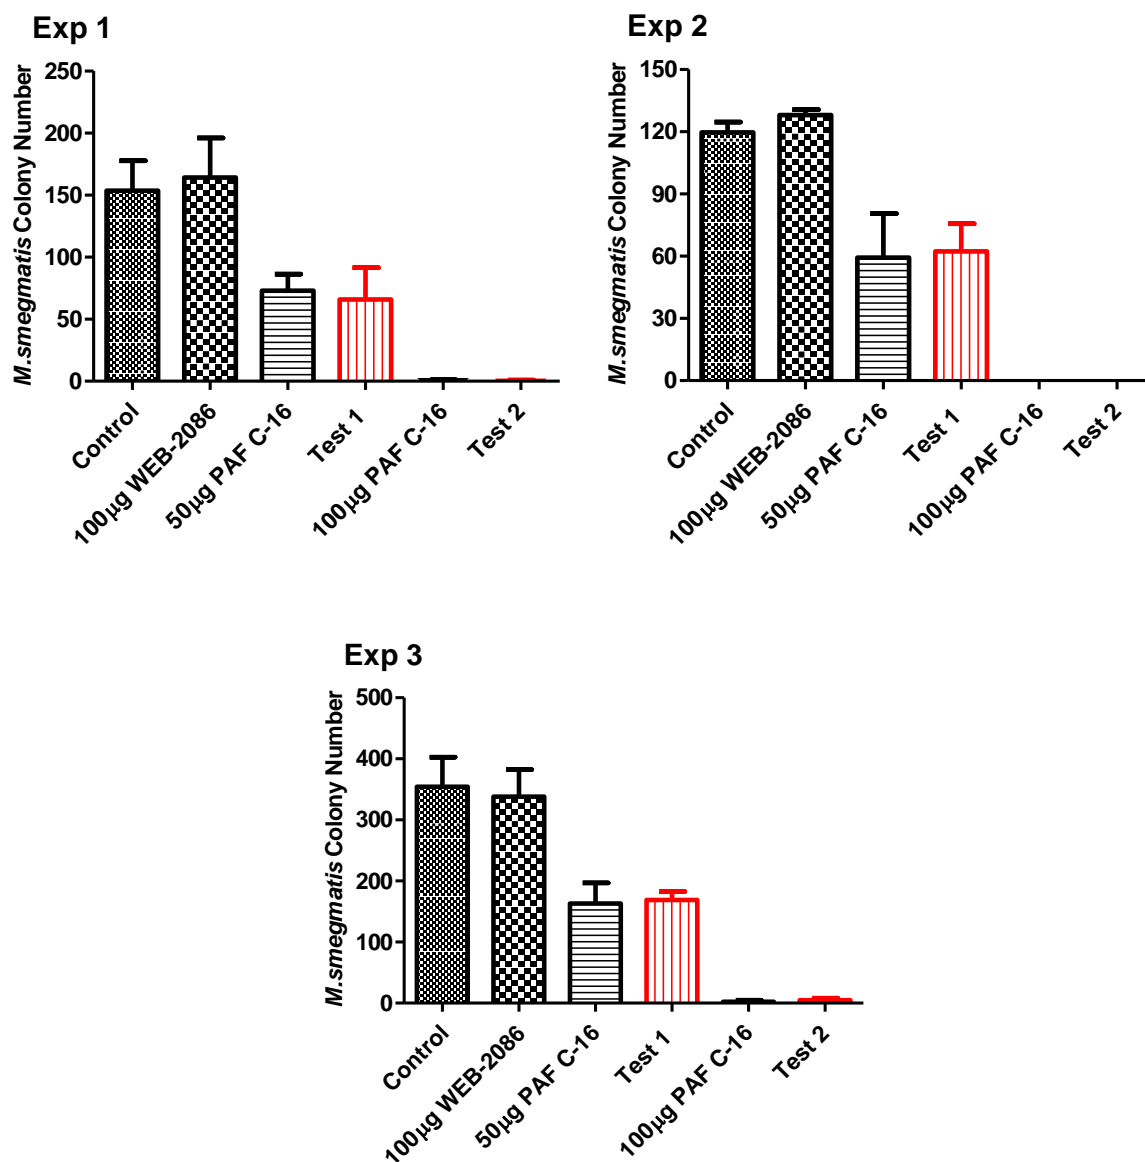 Exp 1
M.smegmatis Colony Number
250
200
150
100
50
0
Control
100µg WEB-2086
50µg PAF C-16
Test 1
100µg PAF C-16
Test 2
Exp 2
M.smegmatis Colony Number
150
120
90
60
30
0
Control
100µg WEB-2086
50µg PAF C-16
Test 1
100µg PAF C-16
Test 2
Exp 3
M.smegmatis Colony Number
500
400
300
200
100
0
Control
100µg WEB-2086
50µg PAF C-16
Test 1
100µg PAF C-16
Test 2